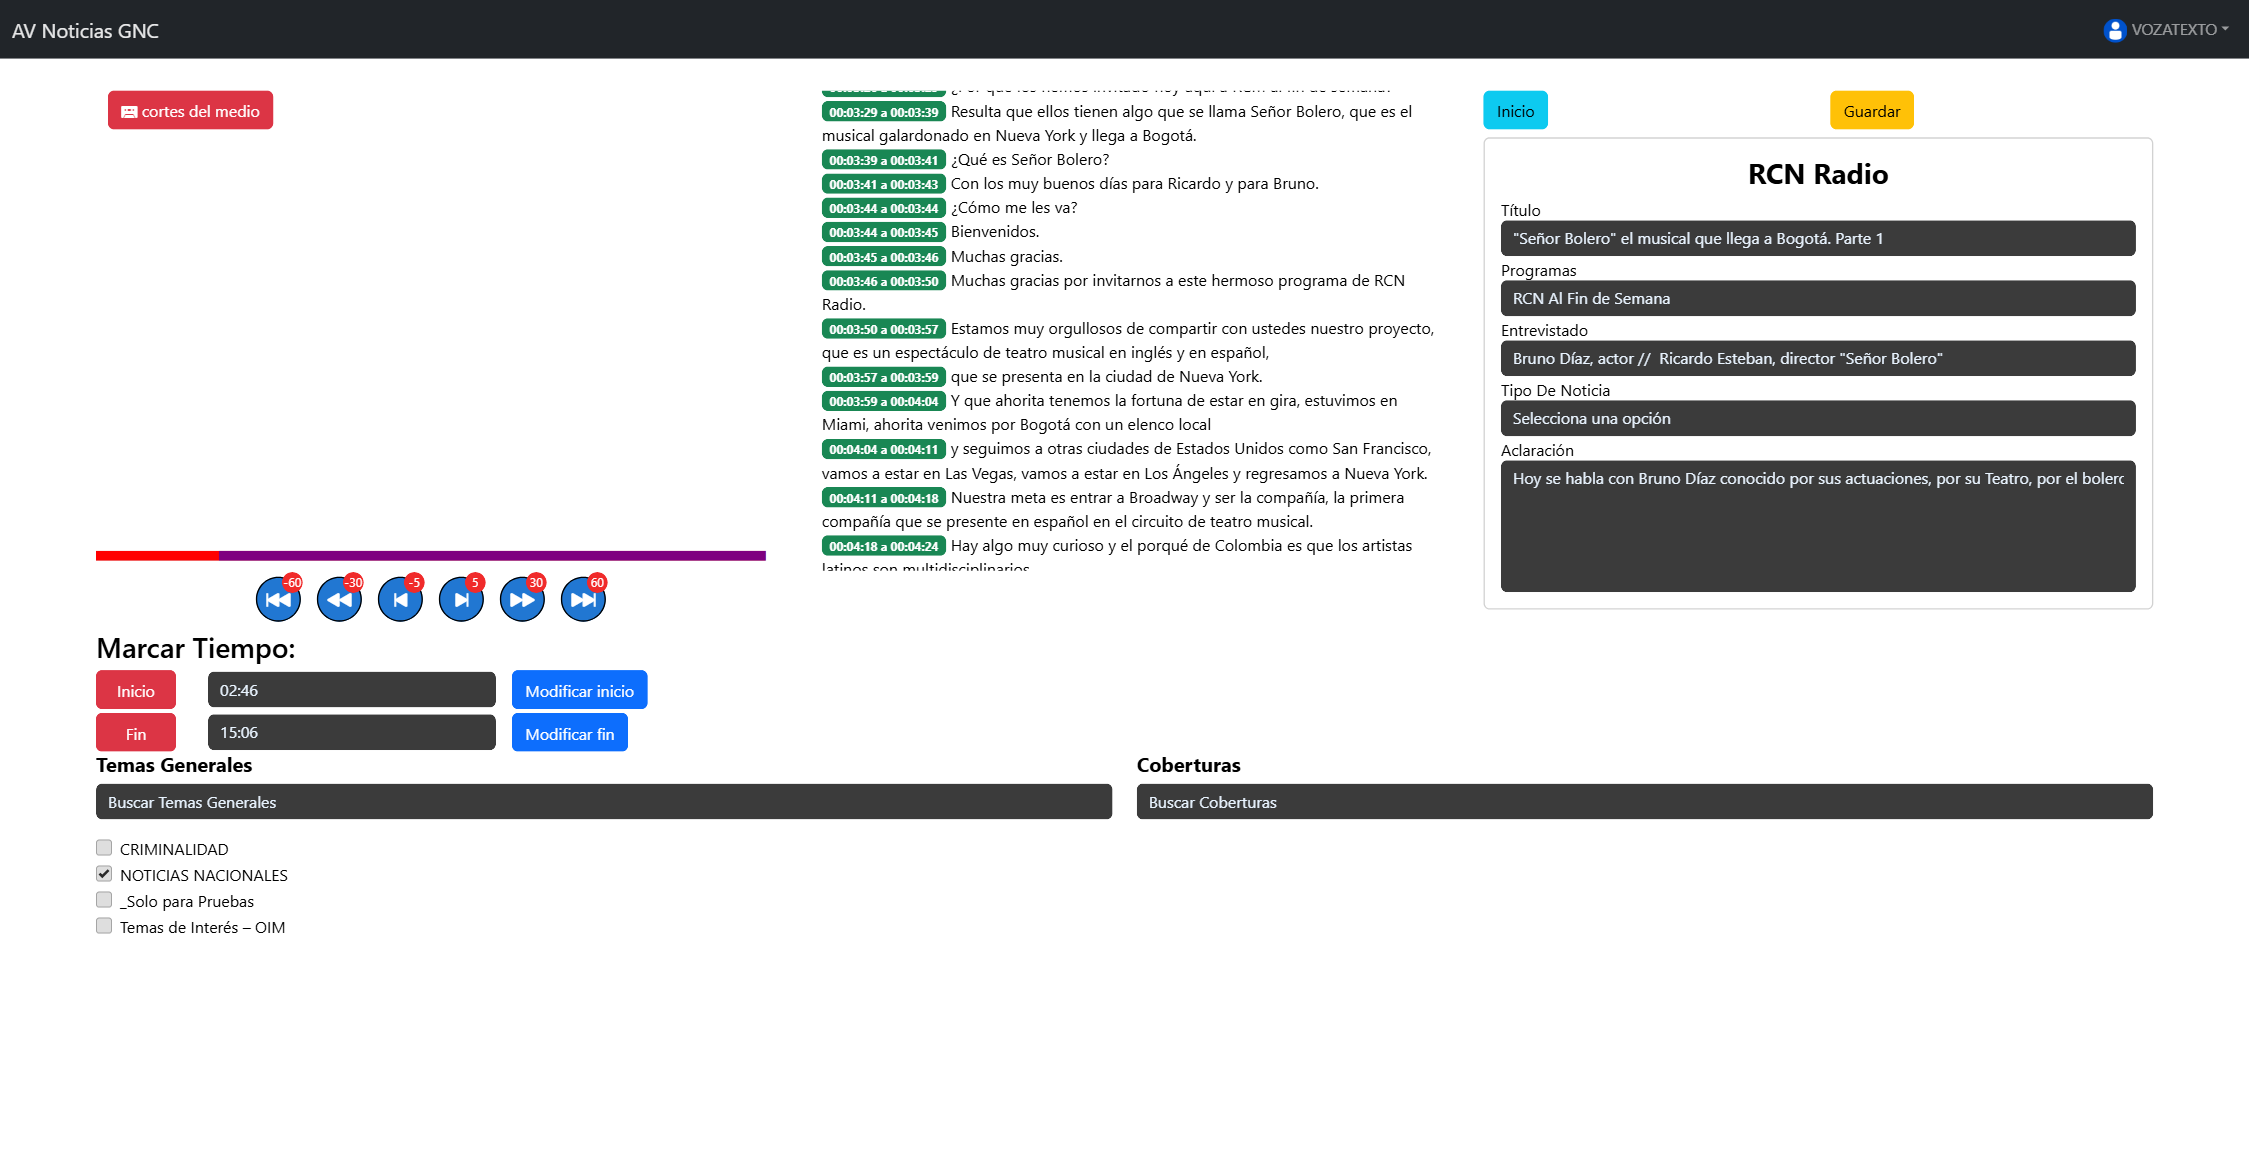 AV Noticias GNC
VOZATEXTO
cortes del medio
¿Por qué los hemos invitado hoy aquí a RCN al fin de semana?
00:03:29 a 00:03:39 Resulta que ellos tienen algo que se llama Señor Bolero, que es el
musical galardonado en Nueva York y llega a Bogotá.
00:03:39 a 00:03:41 ¿Qué es Señor Bolero?
00:03:41 a 00:03:43 Con los muy buenos días para Ricardo y para Bruno.
00:03:44 a 00:03:44 ¿Cómo me les va?
00:03:44 a 00:03:45 Bienvenidos.
00:03:45 a 00:03:46 Muchas gracias.
00:03:46 a 00:03:50 Muchas gracias por invitarnos a este hermoso programa de RCN
Radio.
00:03:50 a 00:03:57 Estamos muy orgullosos de compartir con ustedes nuestro proyecto,
que es un espectáculo de teatro musical en inglés y en español,
00:03:57 a 00:03:59 que se presenta en la ciudad de Nueva York.
00:03:59 a 00:04:04 Y que ahorita tenemos la fortuna de estar en gira, estuvimos en
Miami, ahorita venimos por Bogotá con un elenco local
00:04:04 a 00:04:11 y seguimos a otras ciudades de Estados Unidos como San Francisco,
vamos a estar en Las Vegas, vamos a estar en Los Ángeles y regresamos a Nueva York.
00:04:11 a 00:04:18 Nuestra meta es entrar a Broadway y ser la compañía, la primera
compañía que se presente en español en el circuito de teatro musical.
00:04:18 a 00:04:24 Hay algo muy curioso y el porqué de Colombia es que los artistas
latinos son multidisciplinarios
Inicio
Guardar
RCN Radio
Título
"Señor Bolero" el musical que llega a Bogotá. Parte 1
Programas
RCN Al Fin de Semana
Entrevistado
Bruno Díaz, actor // Ricardo Esteban, director "Señor Bolero"
Tipo De Noticia
Selecciona una opción
Aclaración
Hoy se habla con Bruno Díaz conocido por sus actuaciones, por su Teatro, por el bolero
-60 -30 -5 5 30 60
Marcar Tiempo:
Inicio 02:46 Modificar inicio
Fin 15:06 Modificar fin
Temas Generales
Buscar Temas Generales
CRIMINALIDAD
NOTICIAS NACIONALES
_Solo para Pruebas
Temas de Interés – OIM
Coberturas
Buscar Coberturas